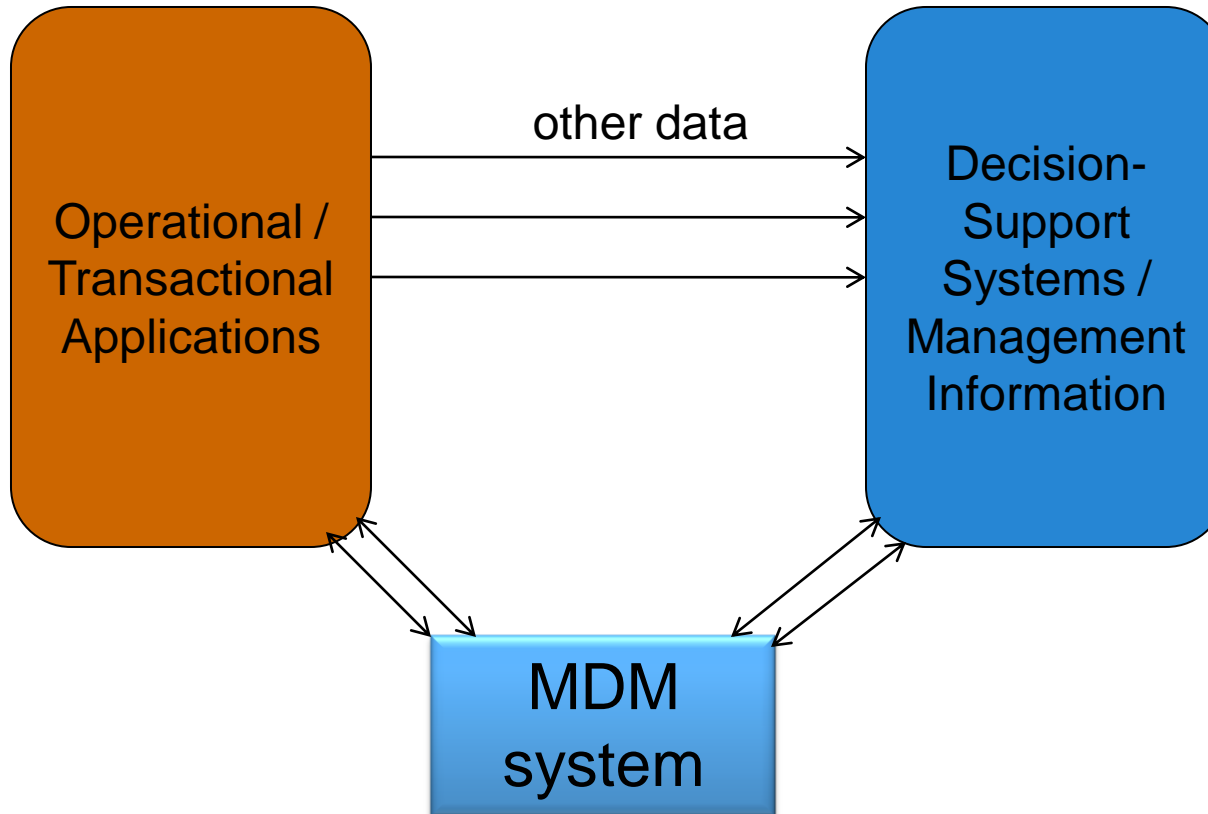 other data
Operational /
Transactional
Applications
Decision-
Support
Systems /
Management
Information
MDM
system